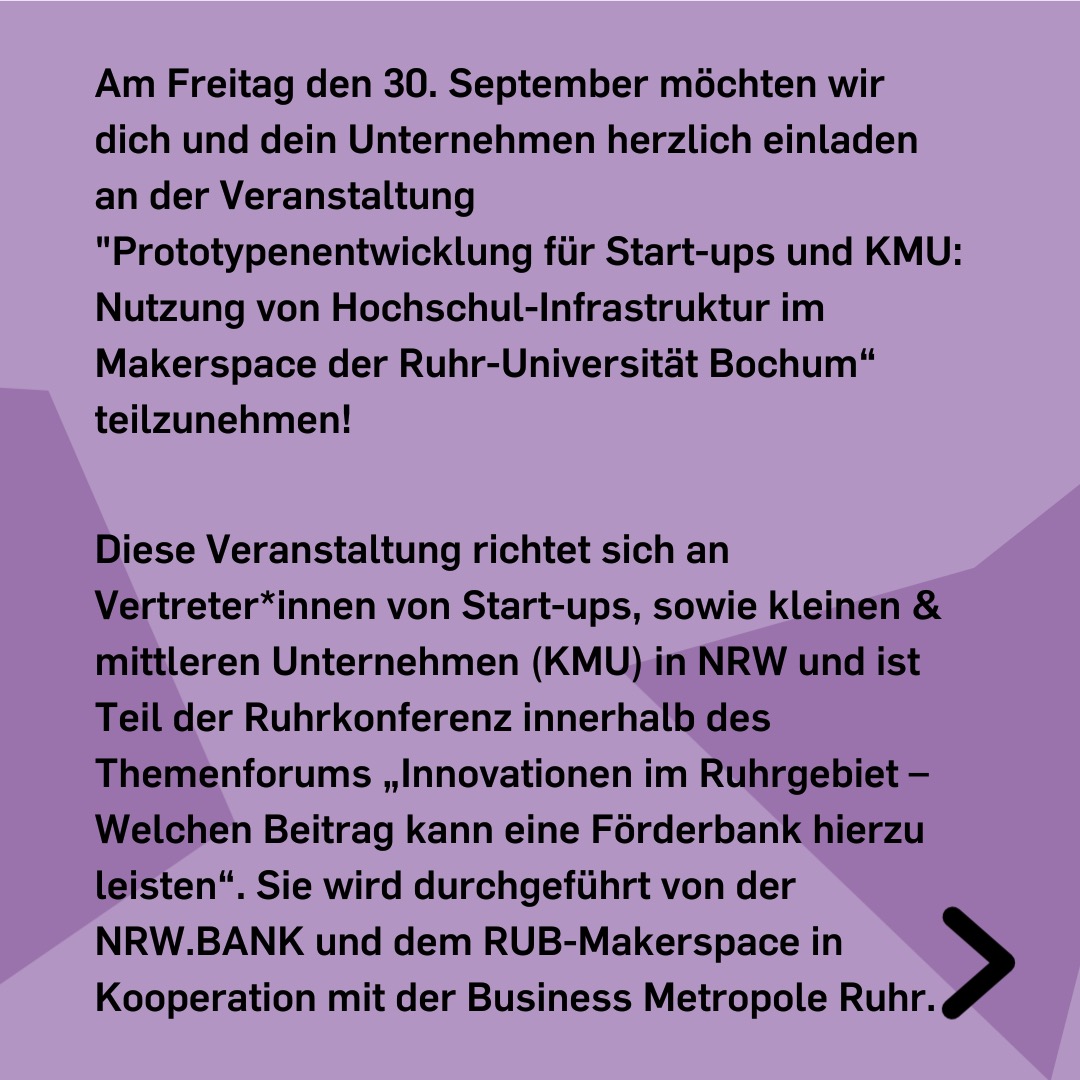 Am Freitag den 30. September möchten wir
dich und dein Unternehmen herzlich einladen
an der Veranstaltung
"Prototypenentwicklung für Start-ups und KMU:
Nutzung von Hochschul-Infrastruktur im
Makerspace der Ruhr-Universität Bochum“
teilzunehmen!
Diese Veranstaltung richtet sich an
Vertreter*innen von Start-ups, sowie kleinen &
mittleren Unternehmen (KMU) in NRW und ist
Teil der Ruhrkonferenz innerhalb des
Themenforums „Innovationen im Ruhrgebiet –
Welchen Beitrag kann eine Förderbank hierzu
leisten“. Sie wird durchgeführt von der
NRW.BANK und dem RUB-Makerspace in
Kooperation mit der Business Metropole Ruhr.